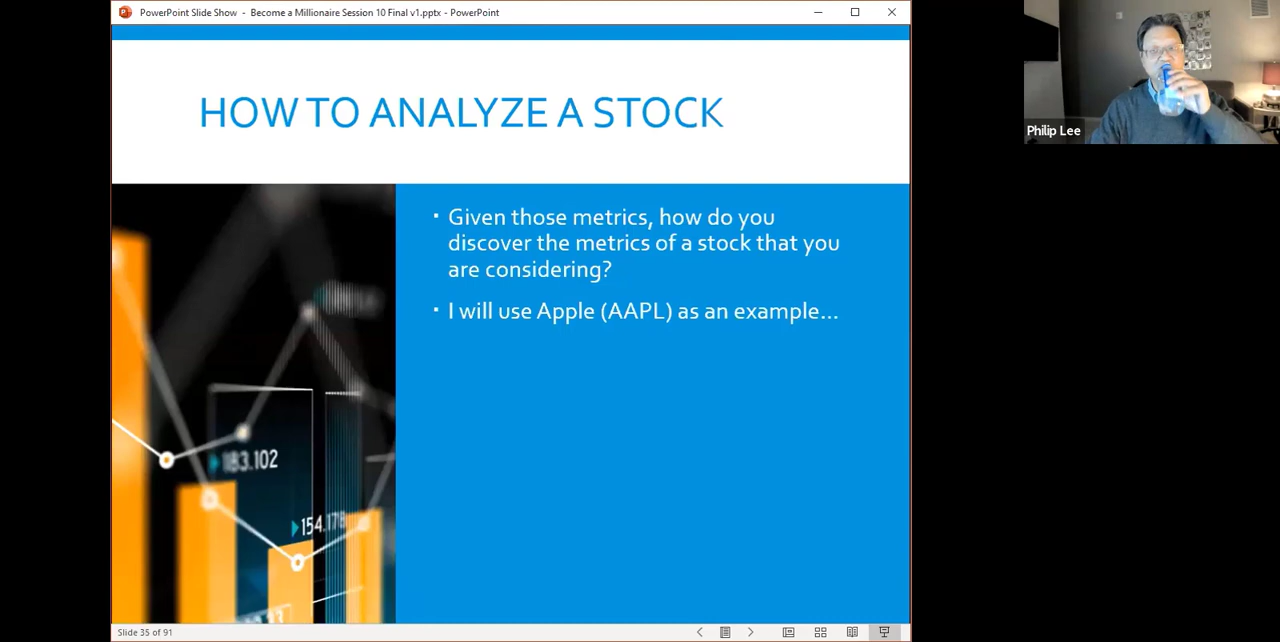 PowerPoint Slide Show - Become a Millionaire Session 10 Final v1.pptx - PowerPoint
HOW TO ANALYZE A STOCK
Philip Lee
▪ Given those metrics, how do you
discover the metrics of a stock that you
are considering?
▪ I will use Apple (AAPL) as an example...
183.102
154.178
Slide 35 of 91